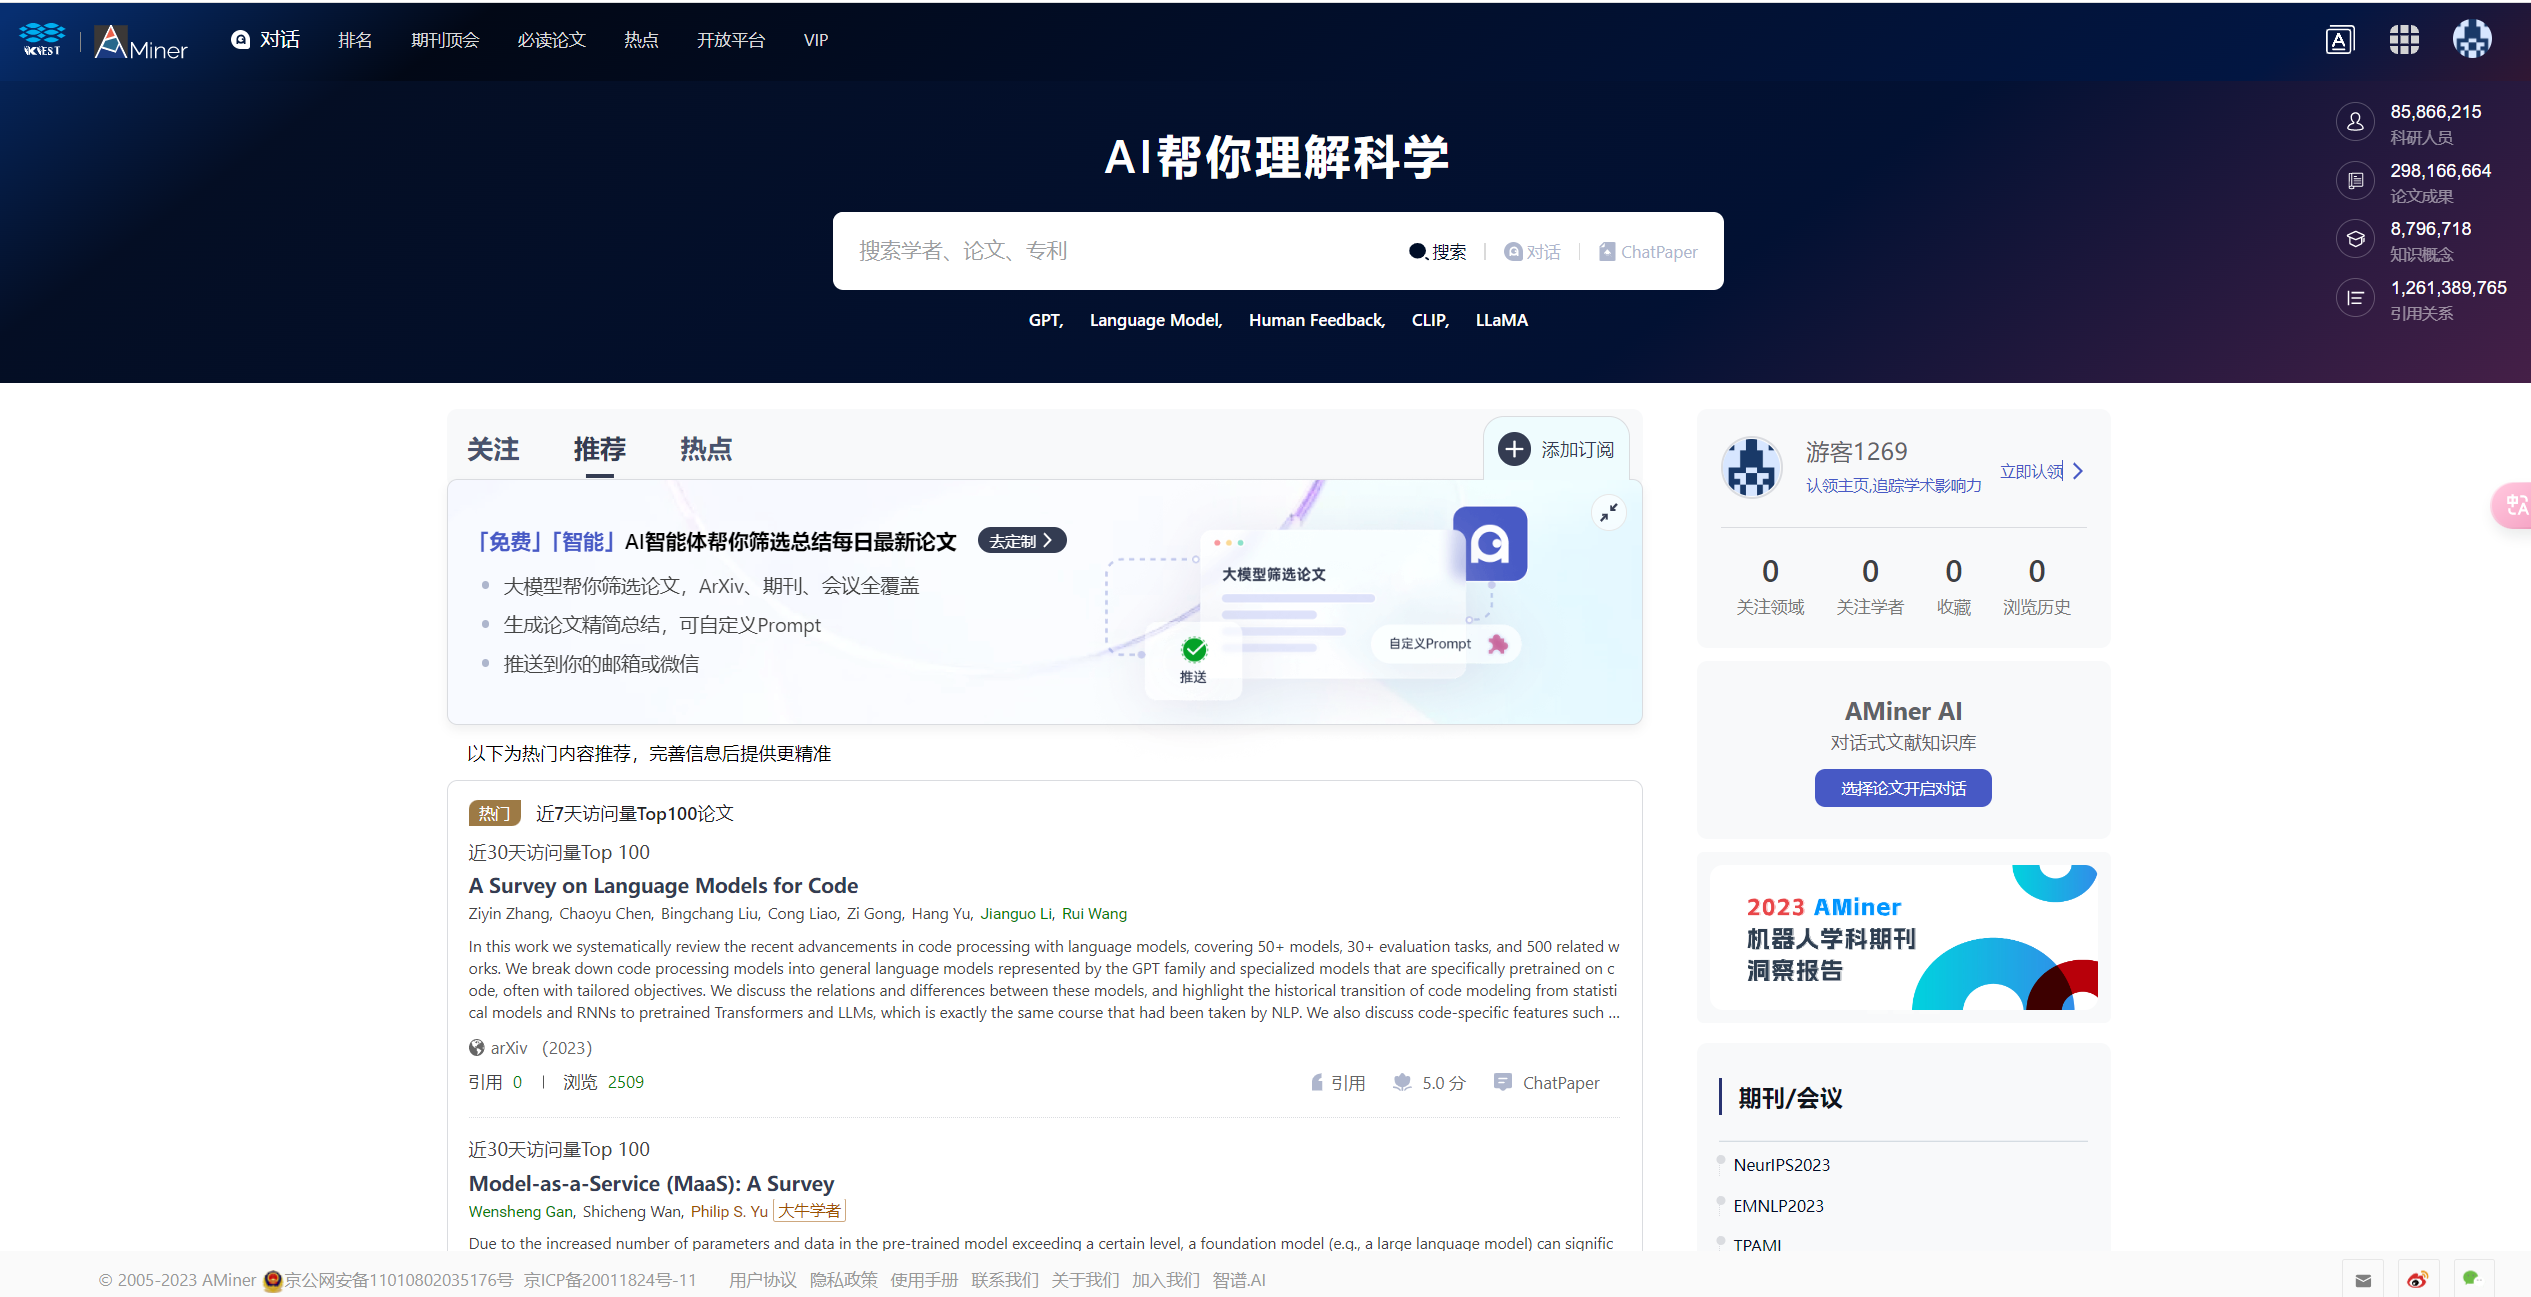 IKCEST
AMiner
对话
排名
期刊顶会
必读论文
热点
开放平台
VIP
85,866,215
科研人员
298,166,664
论文成果
8,796,718
知识概念
1,261,389,765
引用关系
AI帮你理解科学
搜索学者、论文、专利
搜索
对话
ChatPaper
GPT, Language Model, Human Feedback, CLIP, LLaMA
关注
推荐
热点
添加订阅
「免费」「智能」AI智能体帮你筛选总结每日最新论文
去定制
大模型帮你筛选论文，ArXiv、期刊、会议全覆盖
生成论文精简总结，可自定义Prompt
推送到你的邮箱或微信
大模型筛选论文
自定义Prompt
推送
以下为热门内容推荐，完善信息后提供更精准
热门 近7天访问量Top100论文
近30天访问量Top 100
A Survey on Language Models for Code
Ziyin Zhang, Chaoyu Chen, Bingchang Liu, Cong Liao, Zi Gong, Hang Yu, Jianguo Li, Rui Wang
In this work we systematically review the recent advancements in code processing with language models, covering 50+ models, 30+ evaluation tasks, and 500 related w
orks. We break down code processing models into general language models represented by the GPT family and specialized models that are specifically pretrained on c
ode, often with tailored objectives. We discuss the relations and differences between these models, and highlight the historical transition of code modeling from statisti
cal models and RNNs to pretrained Transformers and LLMs, which is exactly the same course that had been taken by NLP. We also discuss code-specific features such ...
arXiv (2023)
引用 0 | 浏览 2509
引用
5.0 分
ChatPaper
近30天访问量Top 100
Model-as-a-Service (MaaS): A Survey
Wensheng Gan, Shicheng Wan, Philip S. Yu 大牛学者
Due to the increased number of parameters and data in the pre-trained model exceeding a certain level, a foundation model (e.g., a large language model) can signific
游客1269
认领主页,追踪学术影响力
立即认领
0
关注领域
0
关注学者
0
收藏
0
浏览历史
AMiner AI
对话式文献知识库
选择论文开启对话
2023 AMiner
机器人学科期刊
洞察报告
期刊/会议
NeurIPS2023
EMNLP2023
TPAMI
© 2005-2023 AMiner 京公网安备11010802035176号 京ICP备20011824号-11 用户协议 隐私政策 使用手册 联系我们 关于我们 加入我们 智谱.AI